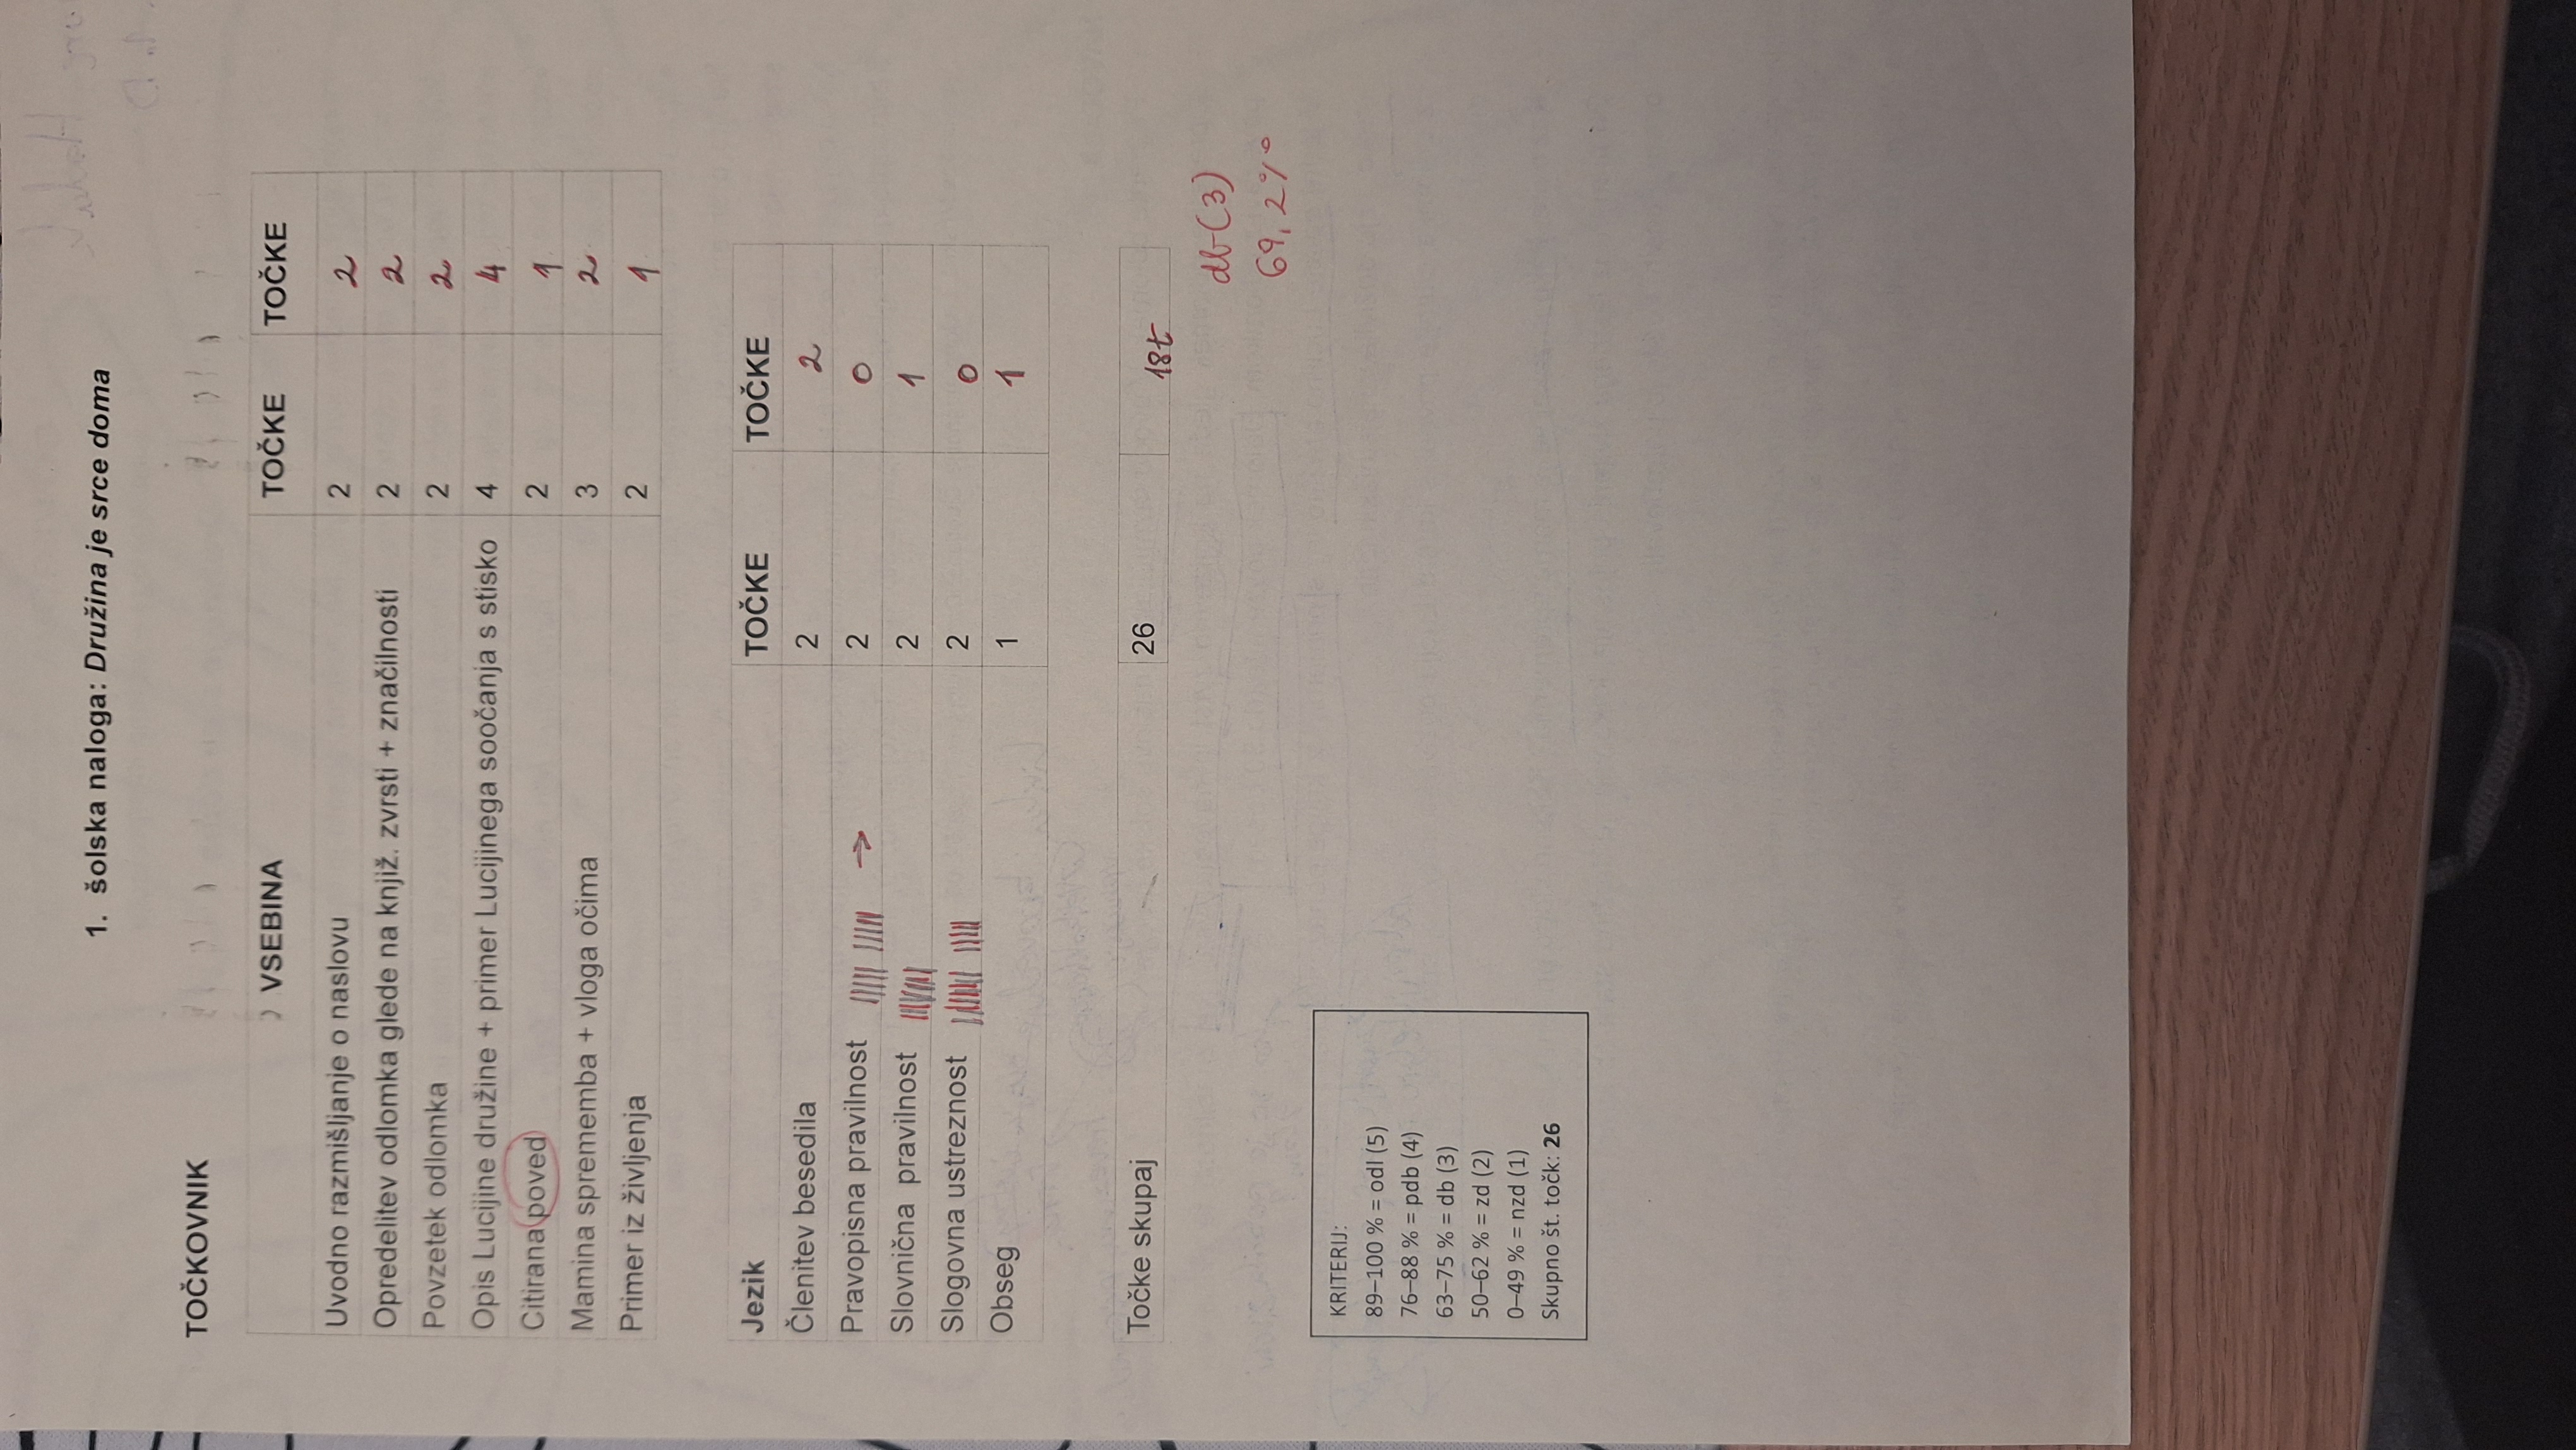 1. šolska naloga: Družina je srce doma
TOČKOVNIK
VSEBINA TOČKE TOČKE
Uvodno razmišljanje o naslovu 2 2
Opredelitev odlomka glede na knjiž. zvrsti + značilnosti 2 2
Povzetek odlomka 2 2
Opis Lucijine družine + primer Lucijinega soočanja s stisko 4 4
Citirana poved 2 1
Mamina sprememba + vloga očima 3 2
Primer iz življenja 2 1
Jezik TOČKE TOČKE
Členitev besedila 2 2
Pravopisna pravilnost → 2 0
Slovnična pravilnost 2 1
Slogovna ustreznost 2 0
Obseg 1 1
Točke skupaj 26 18t
db (3)
69,2%
KRITERIJ:
89–100 % = odl (5)
76–88 % = pdb (4)
63–75 % = db (3)
50–62 % = zd (2)
0–49 % = nzd (1)
Skupno št. točk: 26